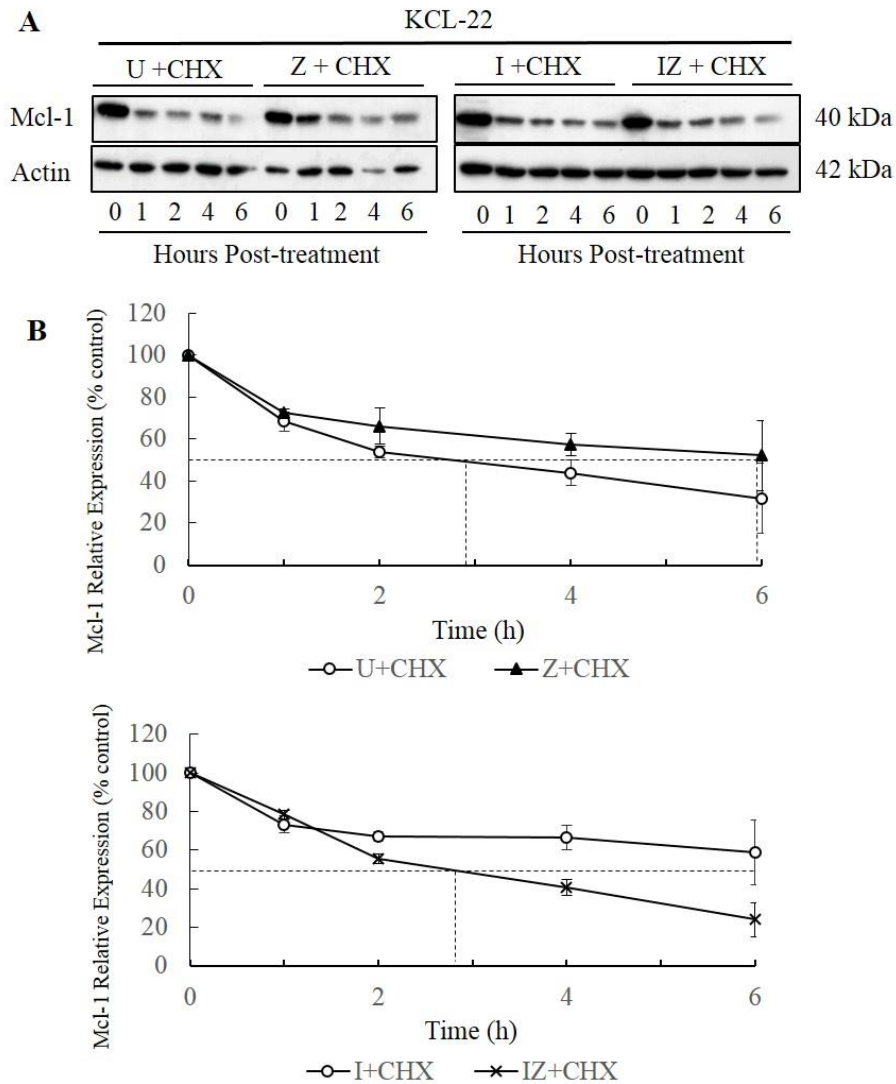 A
KCL-22
U +CHX Z + CHX I +CHX IZ + CHX
Mcl-1 40 kDa
Actin 42 kDa
0 1 2 4 6 0 1 2 4 6 0 1 2 4 6 0 1 2 4 6
Hours Post-treatment Hours Post-treatment
B
Mcl-1 Relative Expression (% control)
120
100
80
60
40
20
0
0 2 4 6
Time (h)
U+CHX Z+CHX
Mcl-1 Relative Expression (% control)
120
100
80
60
40
20
0
0 2 4 6
Time (h)
I+CHX IZ+CHX